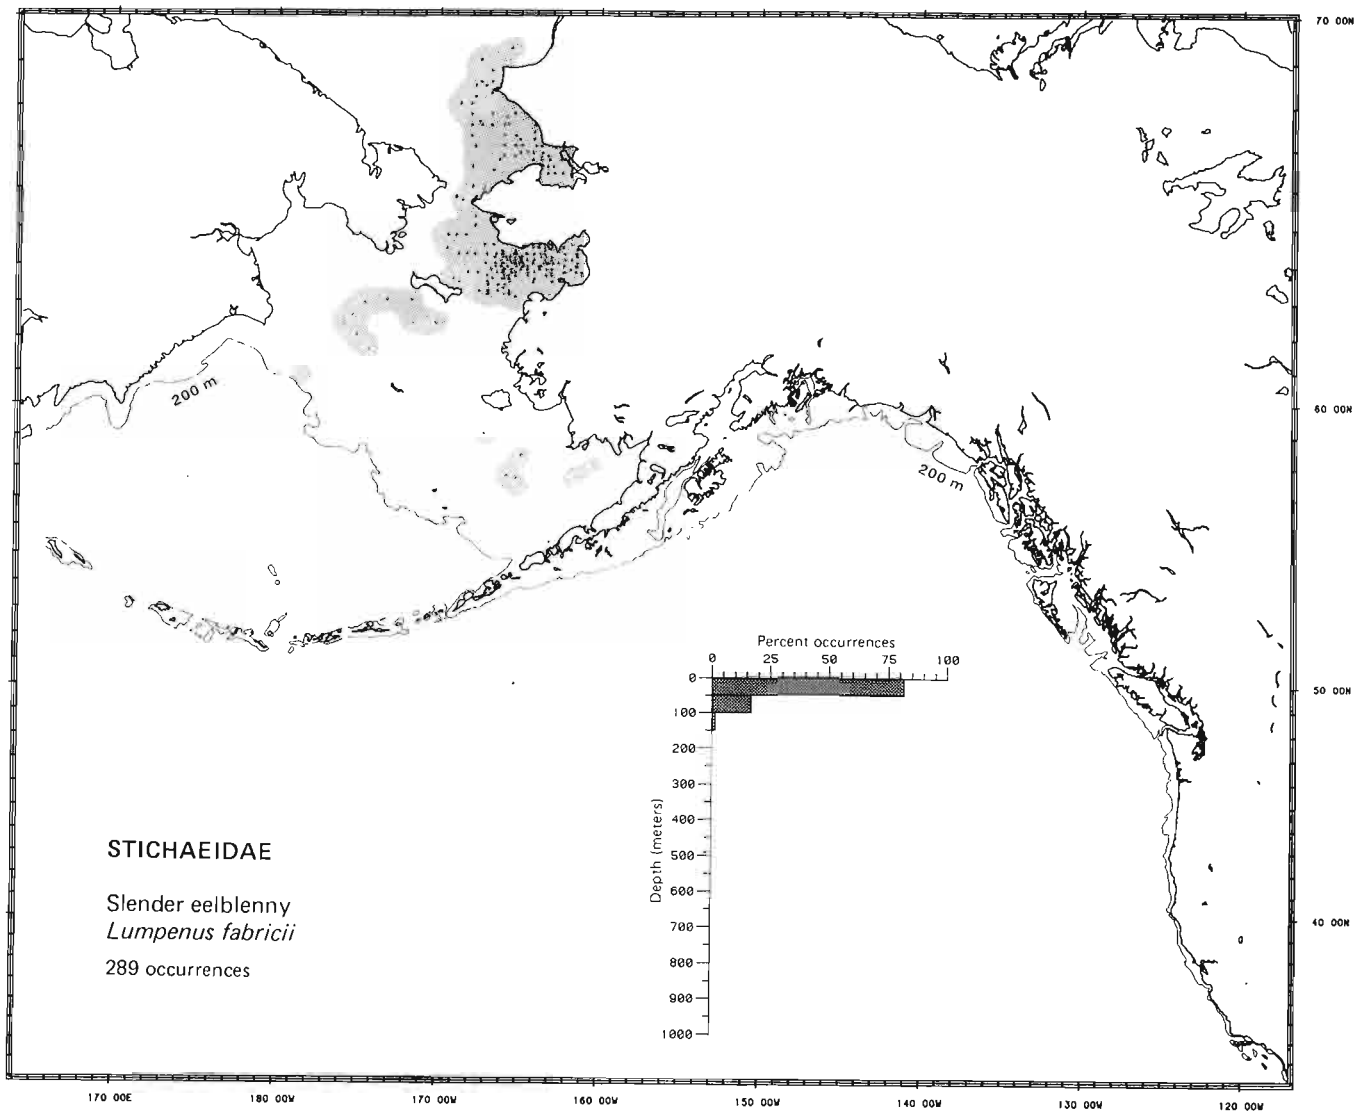 70 00N
200 m
60 00N
200 m
Percent occurrences
0 25 50 75 100
50 00N
0
100
200
300
400
500
600
700
800
900
1000
Depth (meters)
40 00N
STICHAEIDAE
Slender eelblenny
Lumpenus fabricii
289 occurrences
170 00E 180 00W 170 00W 160 00W 150 00W 140 00W 130 00W 120 00W